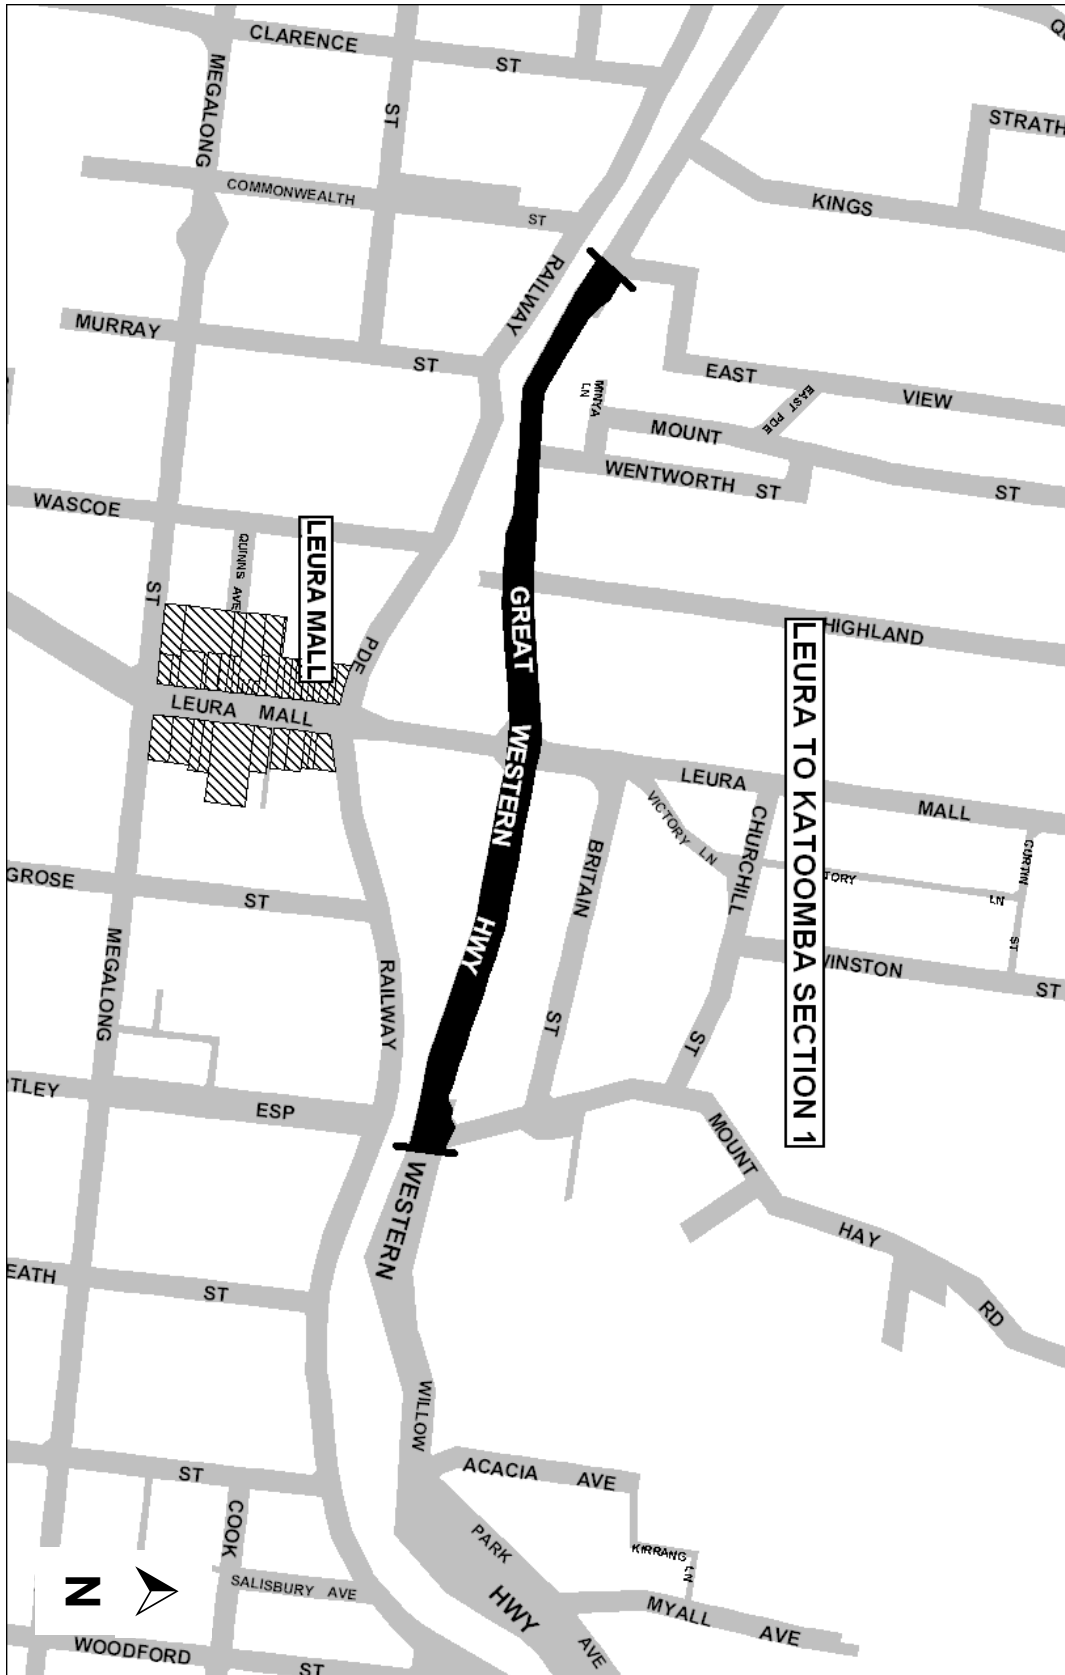 CLARENCE
ST
MEGALONG
ST
COMMONWEALTH
ST
STRATH
KINGS
RAILWAY
MURRAY
ST
EAST
VIEW
EAST PDE
MINYA
LN
MOUNT
ST
WENTWORTH ST
WASCOE
QUINNS AVE
LEURA MALL
ST
PDE
GREAT WESTERN HWY
HIGHLAND
LEURA TO KATOOMBA SECTION 1
LEURA MALL
LEURA
MALL
VICTORY LN
CHURCHILL
ST
BRITAIN
ST
TORY
LN
CURTIN
ST
VINSTON
ST
GROSE
ST
MEGALONG
RAILWAY
TLEY
ESP
MOUNT
HAY
RD
WESTERN
EATH
ST
WILLOW
ACACIA AVE
PARK
AVE
HWY
KIRRANG
LN
MYALL AVE
ST
COOK
SALISBURY AVE
WOODFORD
ST
N